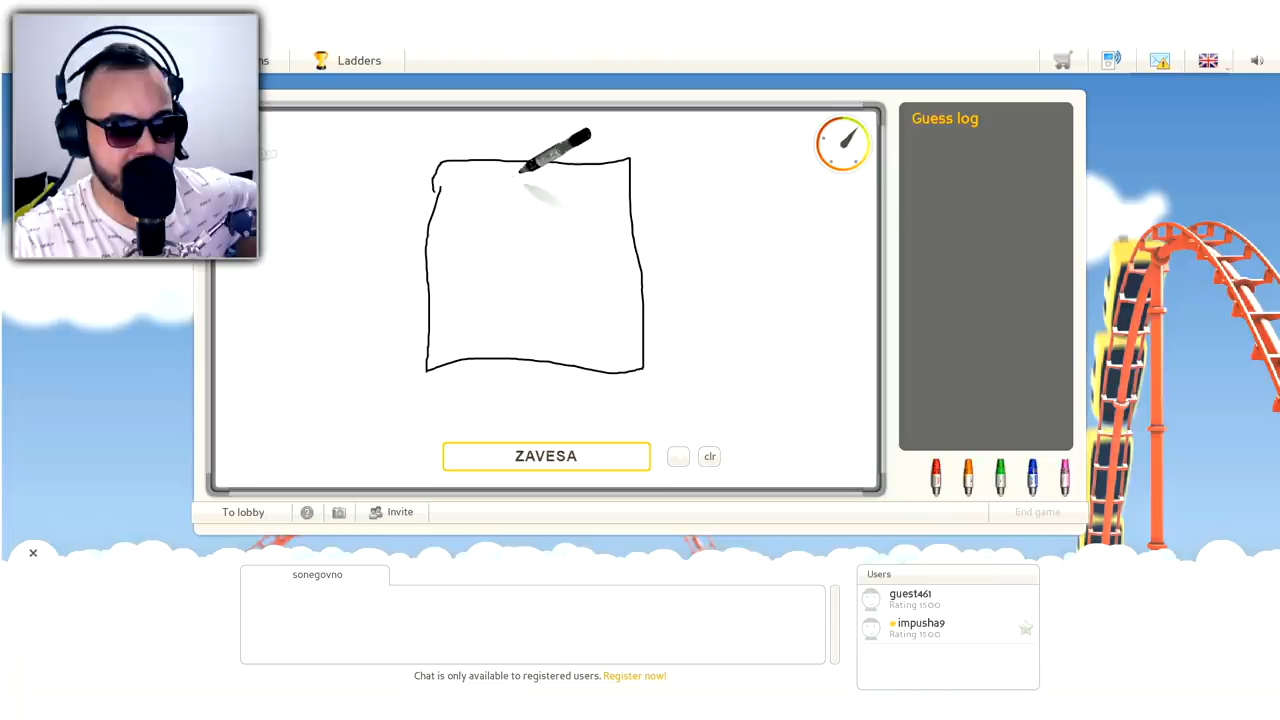 ns
Ladders
Guess log
ZAVESA
clr
To lobby
?
Invite
End game
sonegovno
Users
guest461
Rating 1500
impusha9
Rating 1500
Chat is only available to registered users. Register now!